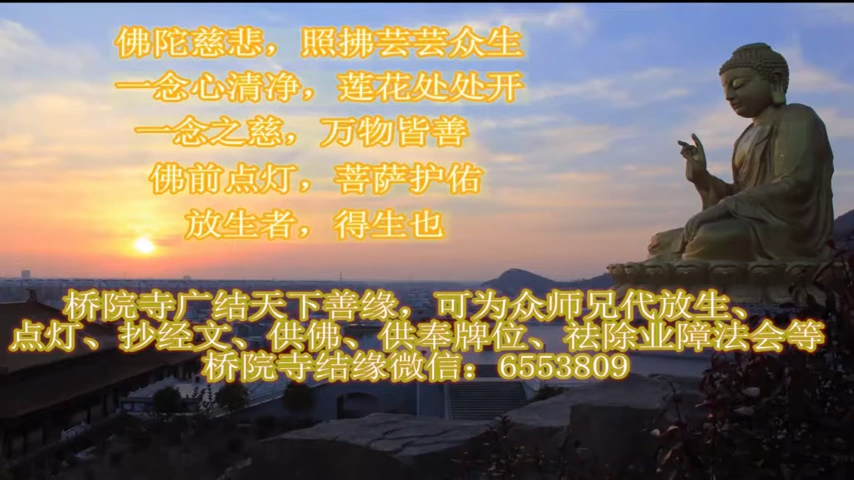 佛陀慈悲，照拂芸芸众生
一念心清净，莲花处处开
一念之慈，万物皆善
佛前点灯，菩萨护佑
放生者，得生也
桥院寺广结天下善缘，可为众师兄代放生、
点灯、抄经文、供佛、供奉牌位、祛除业障法会等
桥院寺结缘微信：6553809